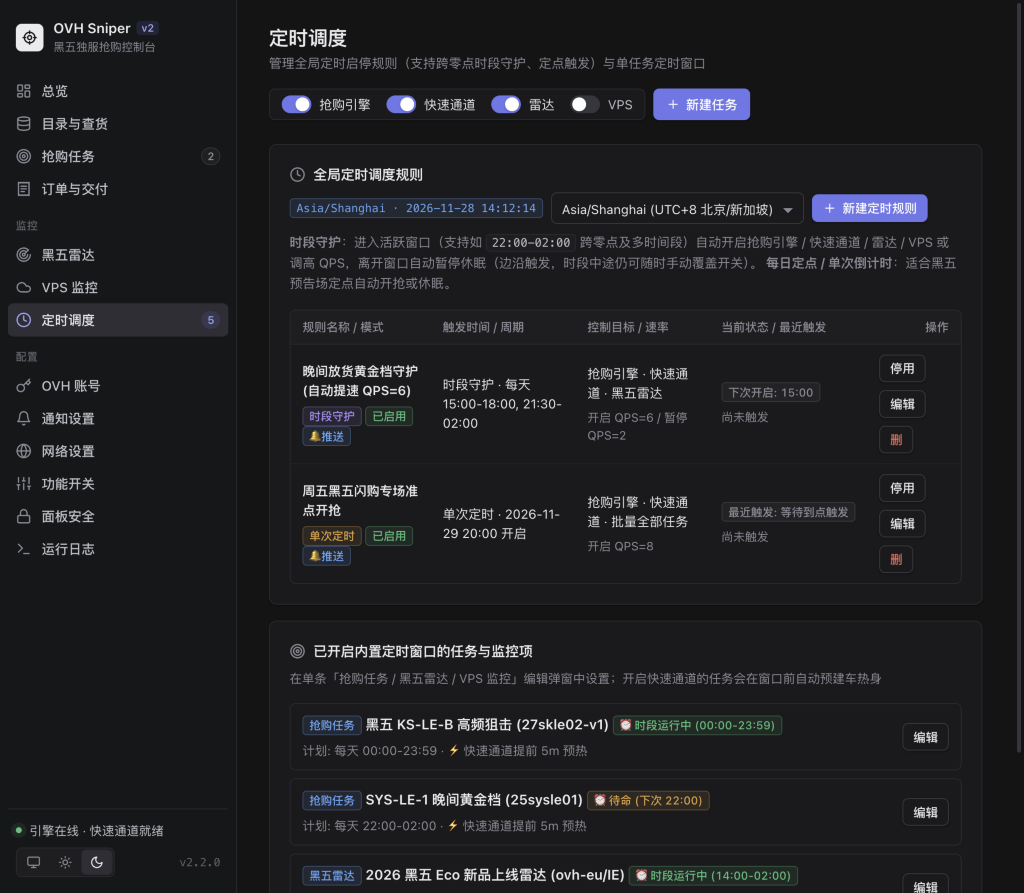 OVH Sniper v2
黑五独服抢购控制台
总览
目录与查货
抢购任务 2
订单与交付
监控
黑五雷达
VPS 监控
定时调度 5
配置
OVH 账号
通知设置
网络设置
功能开关
面板安全
运行日志
引擎在线 · 快速通道就绪
v2.2.0
定时调度
管理全局定时启停规则（支持跨零点时段守护、定点触发）与单任务定时窗口
抢购引擎 快速通道 雷达 VPS + 新建任务
全局定时调度规则
Asia/Shanghai · 2026-11-28 14:12:14 Asia/Shanghai (UTC+8 北京/新加坡) + 新建定时规则
时段守护：进入活跃窗口（支持如 22:00-02:00 跨零点及多时间段）自动开启抢购引擎 / 快速通道 / 雷达 / VPS 或
调高 QPS，离开窗口自动暂停休眠（边沿触发，时段中途仍可随时手动覆盖开关）。每日定点 / 单次倒计时：适合黑五
预告场定点自动开抢或休眠。
规则名称 / 模式 触发时间 / 周期 控制目标 / 速率 当前状态 / 最近触发 操作
晚间放货黄金档守护
(自动提速 QPS=6)
时段守护 已启用
🔔推送
时段守护 · 每天
15:00-18:00, 21:30-
02:00
抢购引擎 · 快速通
道 · 黑五雷达
开启 QPS=6 / 暂停
QPS=2
下次开启: 15:00
尚未触发
停用
编辑
删
周五黑五闪购专场准
点开抢
单次定时 已启用
🔔推送
单次定时 · 2026-11-
29 20:00 开启
抢购引擎 · 快速通
道 · 批量全部任务
开启 QPS=8
最近触发: 等待到点触发
尚未触发
停用
编辑
删
已开启内置定时窗口的任务与监控项
在单条「抢购任务 / 黑五雷达 / VPS 监控」编辑弹窗中设置；开启快速通道的任务会在窗口前自动预建车热身
抢购任务 黑五 KS-LE-B 高频狙击 (27skle02-v1) ⏰时段运行中 (00:00-23:59)
计划: 每天 00:00-23:59 · ⚡ 快速通道提前 5m 预热
编辑
抢购任务 SYS-LE-1 晚间黄金档 (25sysle01) ⏰待命 (下次 22:00)
计划: 每天 22:00-02:00 · ⚡ 快速通道提前 5m 预热
编辑
黑五雷达 2026 黑五 Eco 新品上线雷达 (ovh-eu/IE) ⏰时段运行中 (14:00-02:00)
编辑